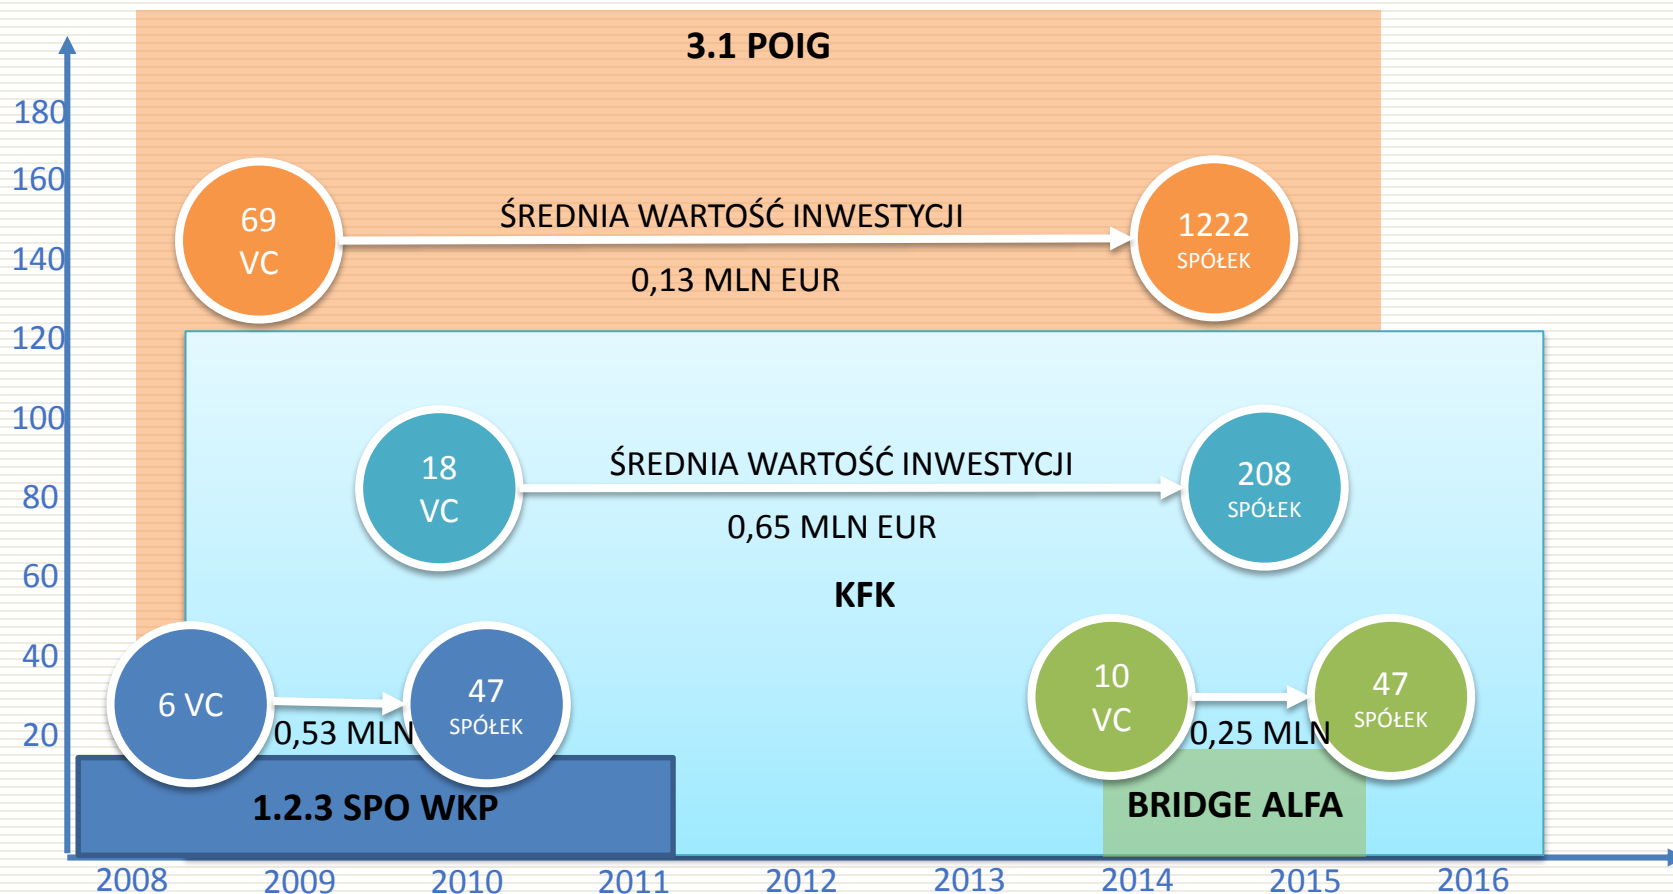 3.1 POIG
180
160
140
120
100
80
60
40
20
69
VC
ŚREDNIA WARTOŚĆ INWESTYCJI
0,13 MLN EUR
1222
SPÓŁEK
18
VC
ŚREDNIA WARTOŚĆ INWESTYCJI
0,65 MLN EUR
208
SPÓŁEK
KFK
6 VC
0,53 MLN
47
SPÓŁEK
10
VC
0,25 MLN
47
SPÓŁEK
1.2.3 SPO WKP
BRIDGE ALFA
2008 2009 2010 2011 2012 2013 2014 2015 2016